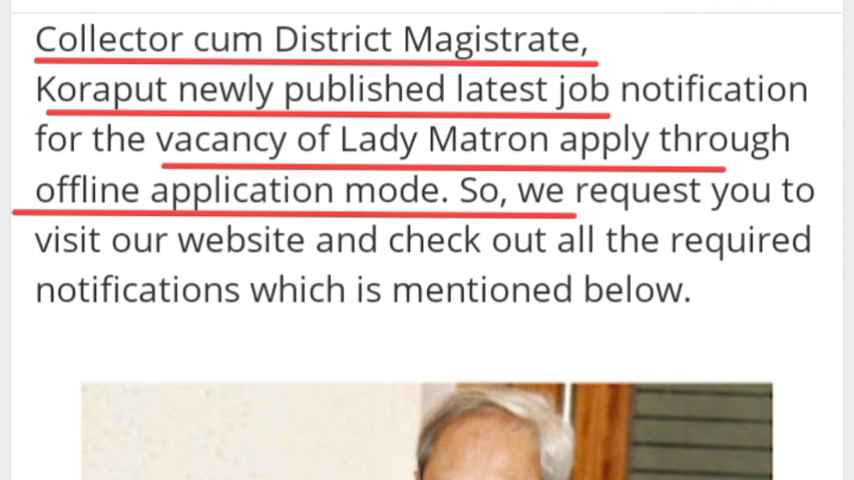 Collector cum District Magistrate,
Koraput newly published latest job notification
for the vacancy of Lady Matron apply through
offline application mode. So, we request you to
visit our website and check out all the required
notifications which is mentioned below.